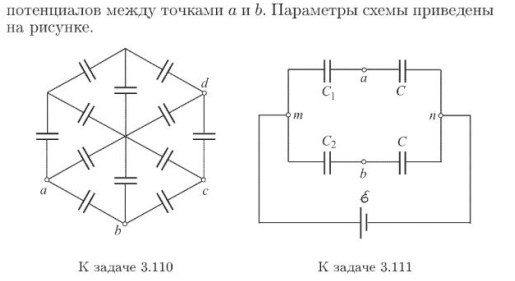 потенциалов между точками a и b. Параметры схемы приведены
на рисунке.
d
a
c
b
C₁
a
C
m
n
C₂
b
C
ℰ
К задаче 3.110
К задаче 3.111